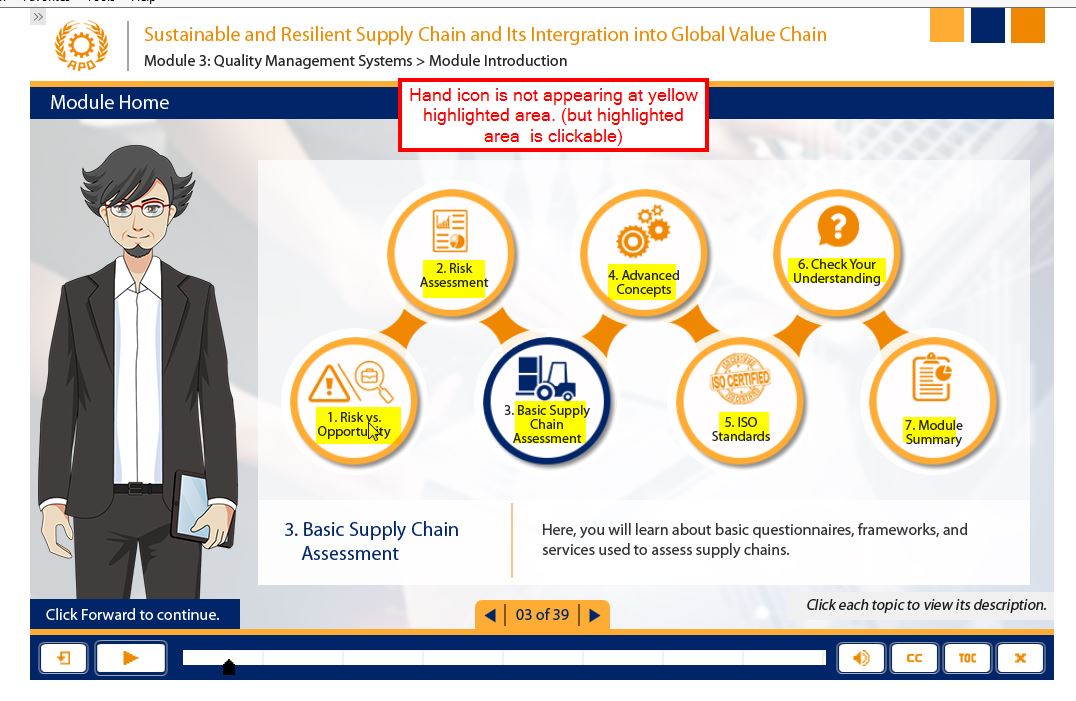 Favorites Tools Help
»
APO
Sustainable and Resilient Supply Chain and Its Intergration into Global Value Chain
Module 3: Quality Management Systems > Module Introduction
Module Home
Hand icon is not appearing at yellow
highlighted area. (but highlighted
area is clickable)
2. Risk
Assessment
4. Advanced
Concepts
?
6. Check Your
Understanding
1. Risk vs.
Opportunity
3. Basic Supply
Chain
Assessment
ISO CERTIFIED
5. ISO
Standards
7. Module
Summary
3. Basic Supply Chain
Assessment
Here, you will learn about basic questionnaires, frameworks, and
services used to assess supply chains.
Click Forward to continue.
03 of 39
Click each topic to view its description.
CC
TOC